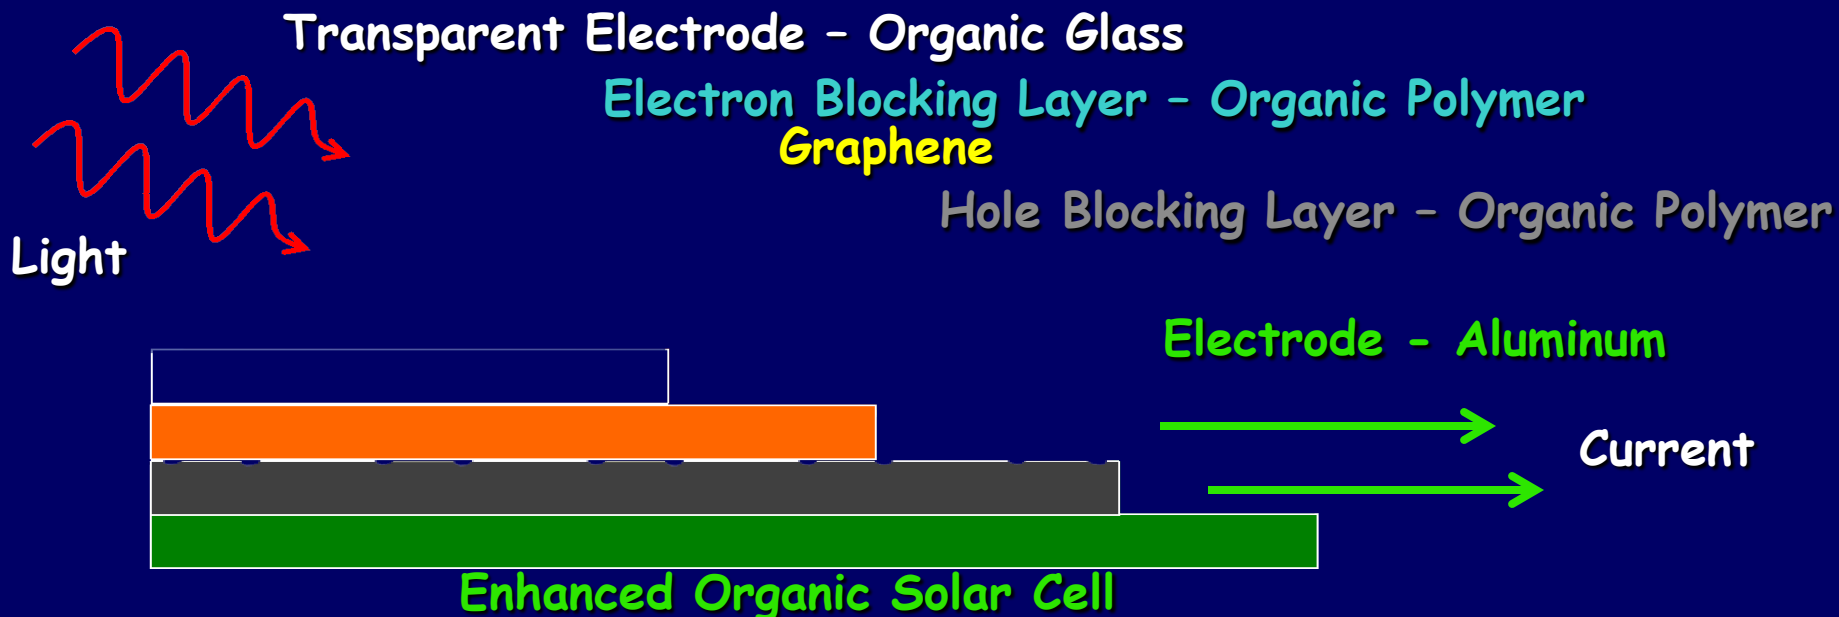 Transparent Electrode – Organic Glass
Electron Blocking Layer – Organic Polymer
Graphene
Hole Blocking Layer – Organic Polymer
Light
Electrode - Aluminum
Current
Enhanced Organic Solar Cell